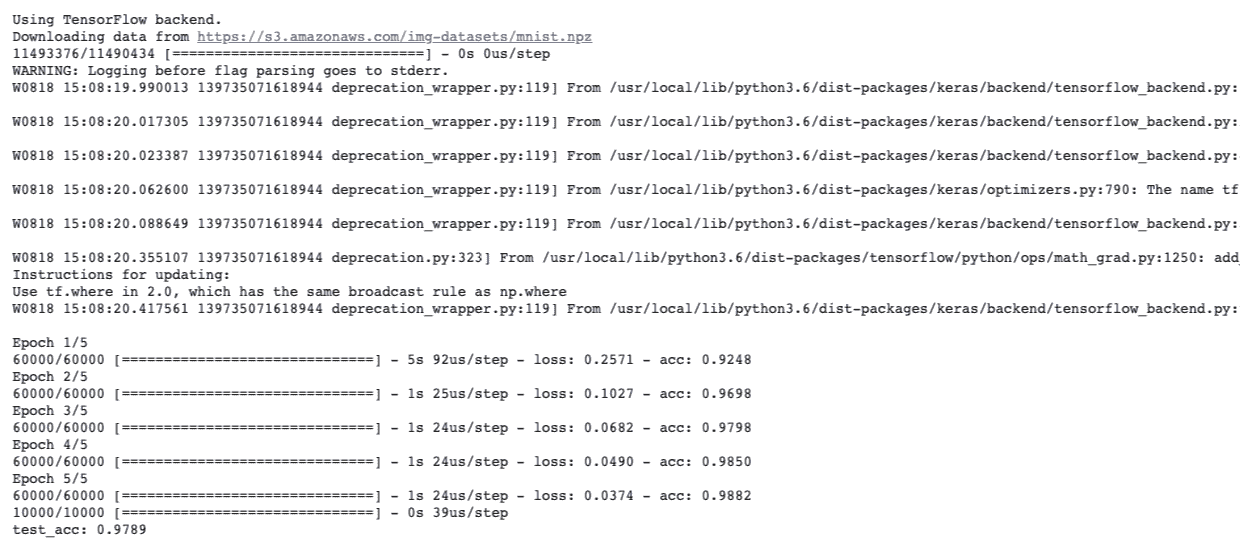 Using TensorFlow backend.
Downloading data from https://s3.amazonaws.com/img-datasets/mnist.npz
11493376/11490434 [==============================] - 0s 0us/step
WARNING: Logging before flag parsing goes to stderr.
W0818 15:08:19.990013 139735071618944 deprecation_wrapper.py:119] From /usr/local/lib/python3.6/dist-packages/keras/backend/tensorflow_backend.py:
W0818 15:08:20.017305 139735071618944 deprecation_wrapper.py:119] From /usr/local/lib/python3.6/dist-packages/keras/backend/tensorflow_backend.py:
W0818 15:08:20.023387 139735071618944 deprecation_wrapper.py:119] From /usr/local/lib/python3.6/dist-packages/keras/backend/tensorflow_backend.py:
W0818 15:08:20.062600 139735071618944 deprecation_wrapper.py:119] From /usr/local/lib/python3.6/dist-packages/keras/optimizers.py:790: The name tf
W0818 15:08:20.088649 139735071618944 deprecation_wrapper.py:119] From /usr/local/lib/python3.6/dist-packages/keras/backend/tensorflow_backend.py:
W0818 15:08:20.355107 139735071618944 deprecation.py:323] From /usr/local/lib/python3.6/dist-packages/tensorflow/python/ops/math_grad.py:1250: add_
Instructions for updating:
Use tf.where in 2.0, which has the same broadcast rule as np.where
W0818 15:08:20.417561 139735071618944 deprecation_wrapper.py:119] From /usr/local/lib/python3.6/dist-packages/keras/backend/tensorflow_backend.py:
Epoch 1/5
60000/60000 [==============================] - 5s 92us/step - loss: 0.2571 - acc: 0.9248
Epoch 2/5
60000/60000 [==============================] - 1s 25us/step - loss: 0.1027 - acc: 0.9698
Epoch 3/5
60000/60000 [==============================] - 1s 24us/step - loss: 0.0682 - acc: 0.9798
Epoch 4/5
60000/60000 [==============================] - 1s 24us/step - loss: 0.0490 - acc: 0.9850
Epoch 5/5
60000/60000 [==============================] - 1s 24us/step - loss: 0.0374 - acc: 0.9882
10000/10000 [==============================] - 0s 39us/step
test_acc: 0.9789